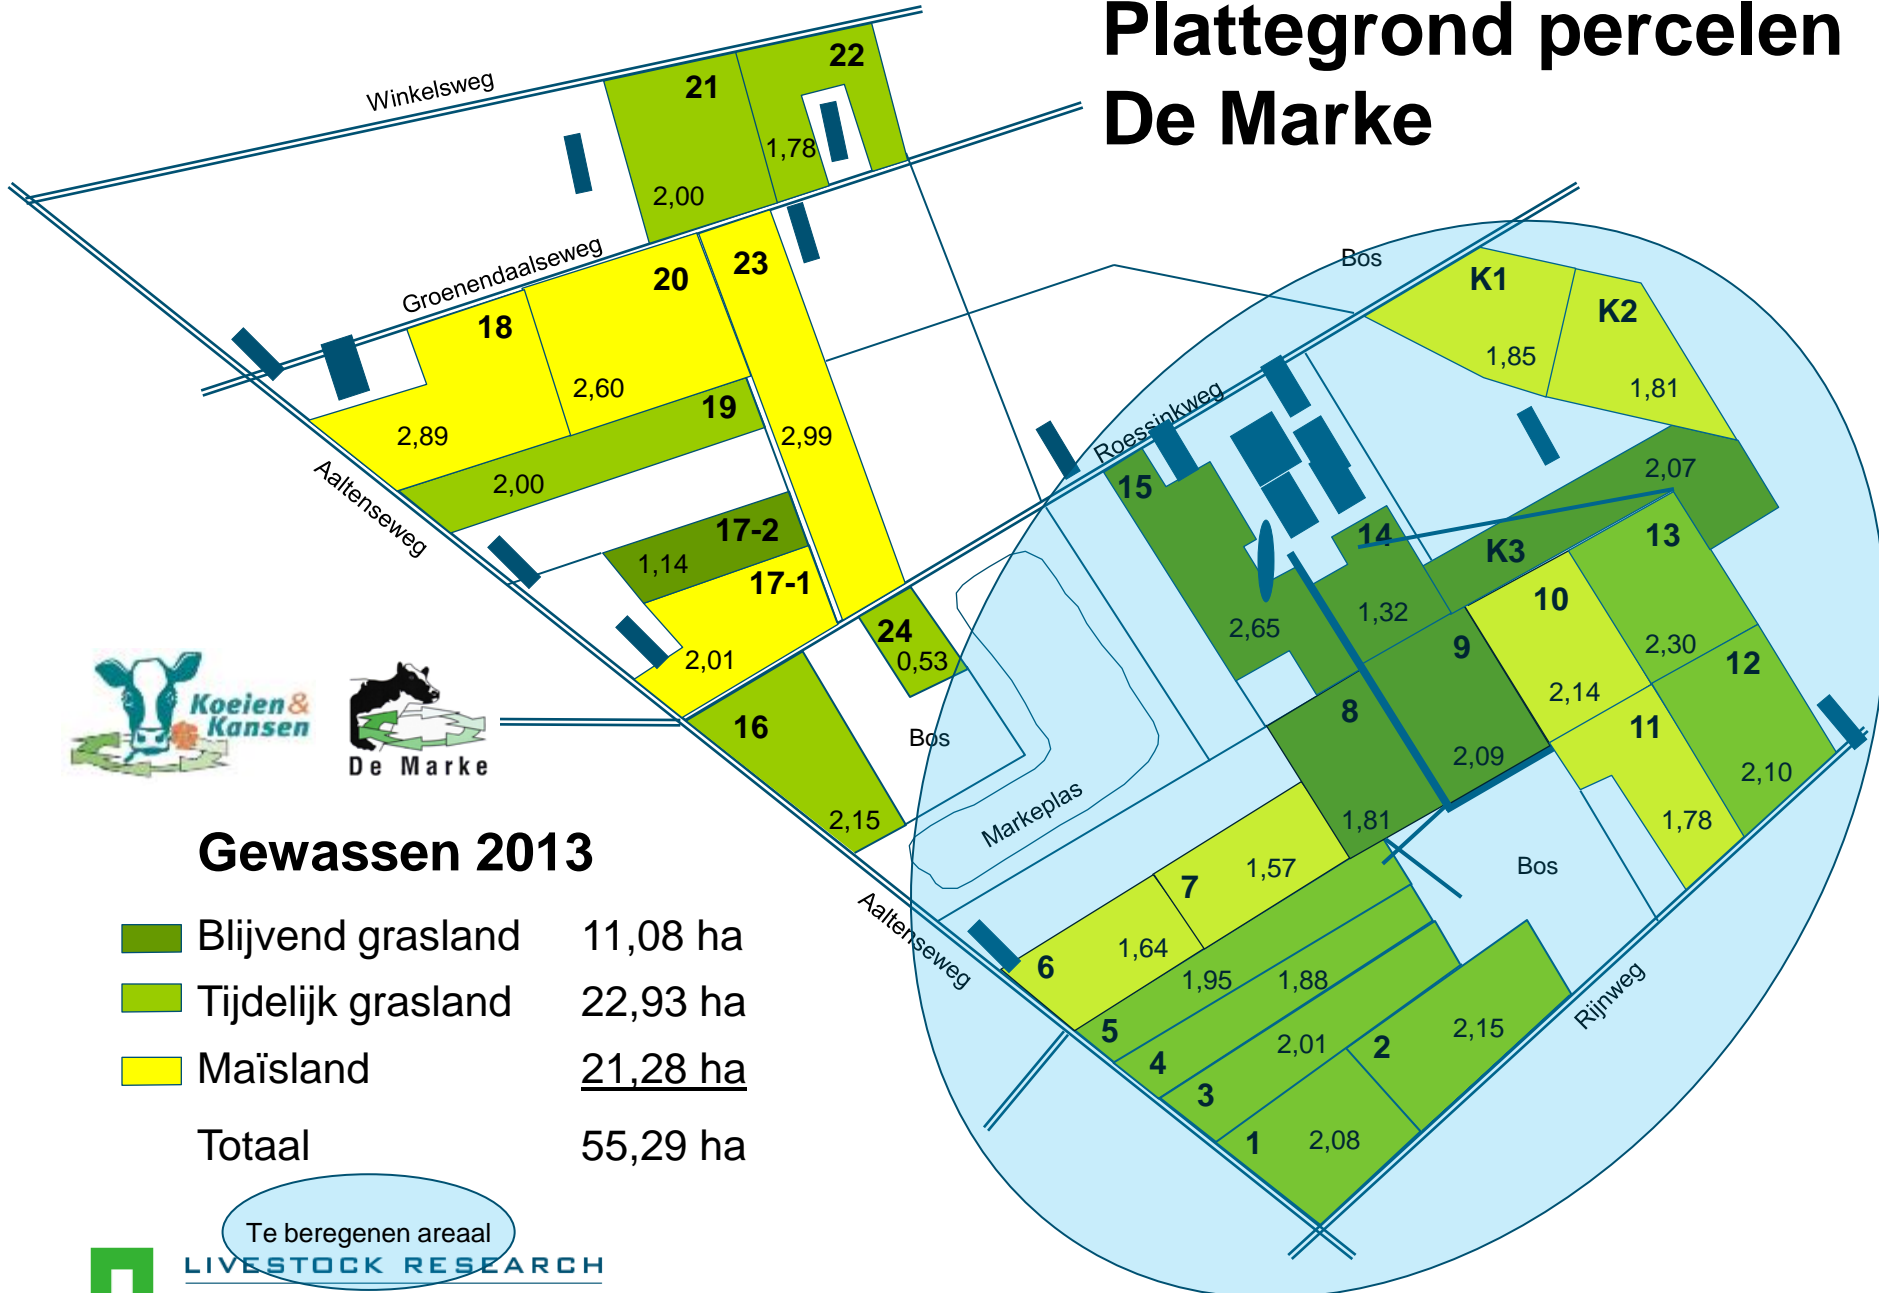 Plattegrond percelen
De Marke
Winkelsweg
21
22
1,78
2,00
Groenendaalseweg
20
23
18
2,60
2,89
19
2,99
2,00
Aaltenseweg
17-2
1,14
17-1
2,01
24
0,53
16
Bos
2,15
Bos
K1
K2
1,85
1,81
Roessinkweg
15
2,07
14
K3
13
10
1,32
2,65
9
2,30
12
2,14
8
11
2,09
2,10
1,81
1,78
Markeplas
7
1,57
Bos
6
1,64
1,95
1,88
Aaltenseweg
5
4
3
2,01
2
2,15
Rijnweg
1
2,08
Koeien &
Kansen
De Marke
Gewassen 2013
Blijvend grasland 11,08 ha
Tijdelijk grasland 22,93 ha
Maïsland 21,28 ha
Totaal 55,29 ha
Te beregenen areaal
LIVESTOCK RESEARCH